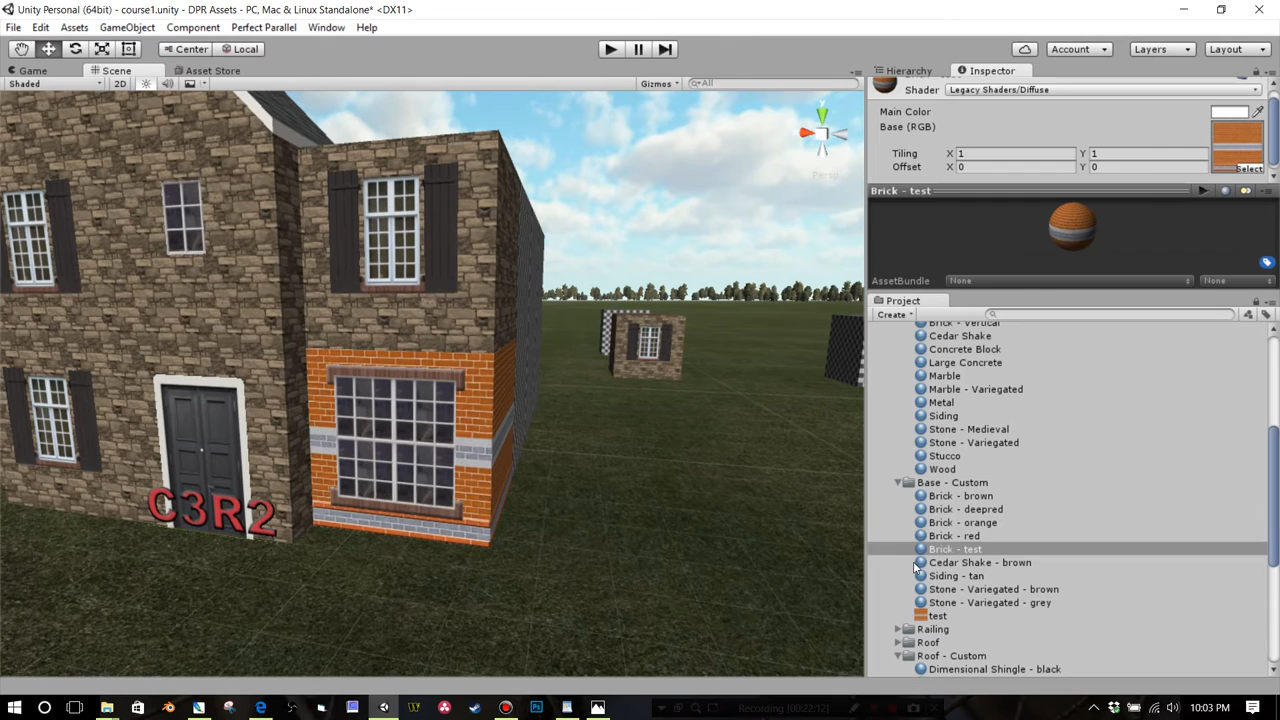 Unity Personal (64bit) - course1.unity - DPR Assets - PC, Mac & Linux Standalone* <DX11>
File Edit Assets GameObject Component Perfect Parallel Window Help
Center Local Account Layers Layout
Game Scene Asset Store Hierarchy Inspector
Shaded 2D Gizmos All
Shader Legacy Shaders/Diffuse
Main Color
Base (RGB)
Tiling X 1 Y 1
Offset X 0 Y 0
Select
Brick - test
Persp
AssetBundle None None
Project
Create
Brick - Vertical
Cedar Shake
Concrete Block
Large Concrete
Marble
Marble - Variegated
Metal
Siding
Stone - Medieval
Stone - Variegated
Stucco
Wood
Base - Custom
Brick - brown
Brick - deepred
Brick - orange
Brick - red
Brick - test
Cedar Shake - brown
Siding - tan
Stone - Variegated - brown
Stone - Variegated - grey
test
Railing
Roof
Roof - Custom
Dimensional Shingle - black
C3R2
Recording [00:22:12]
10:03 PM